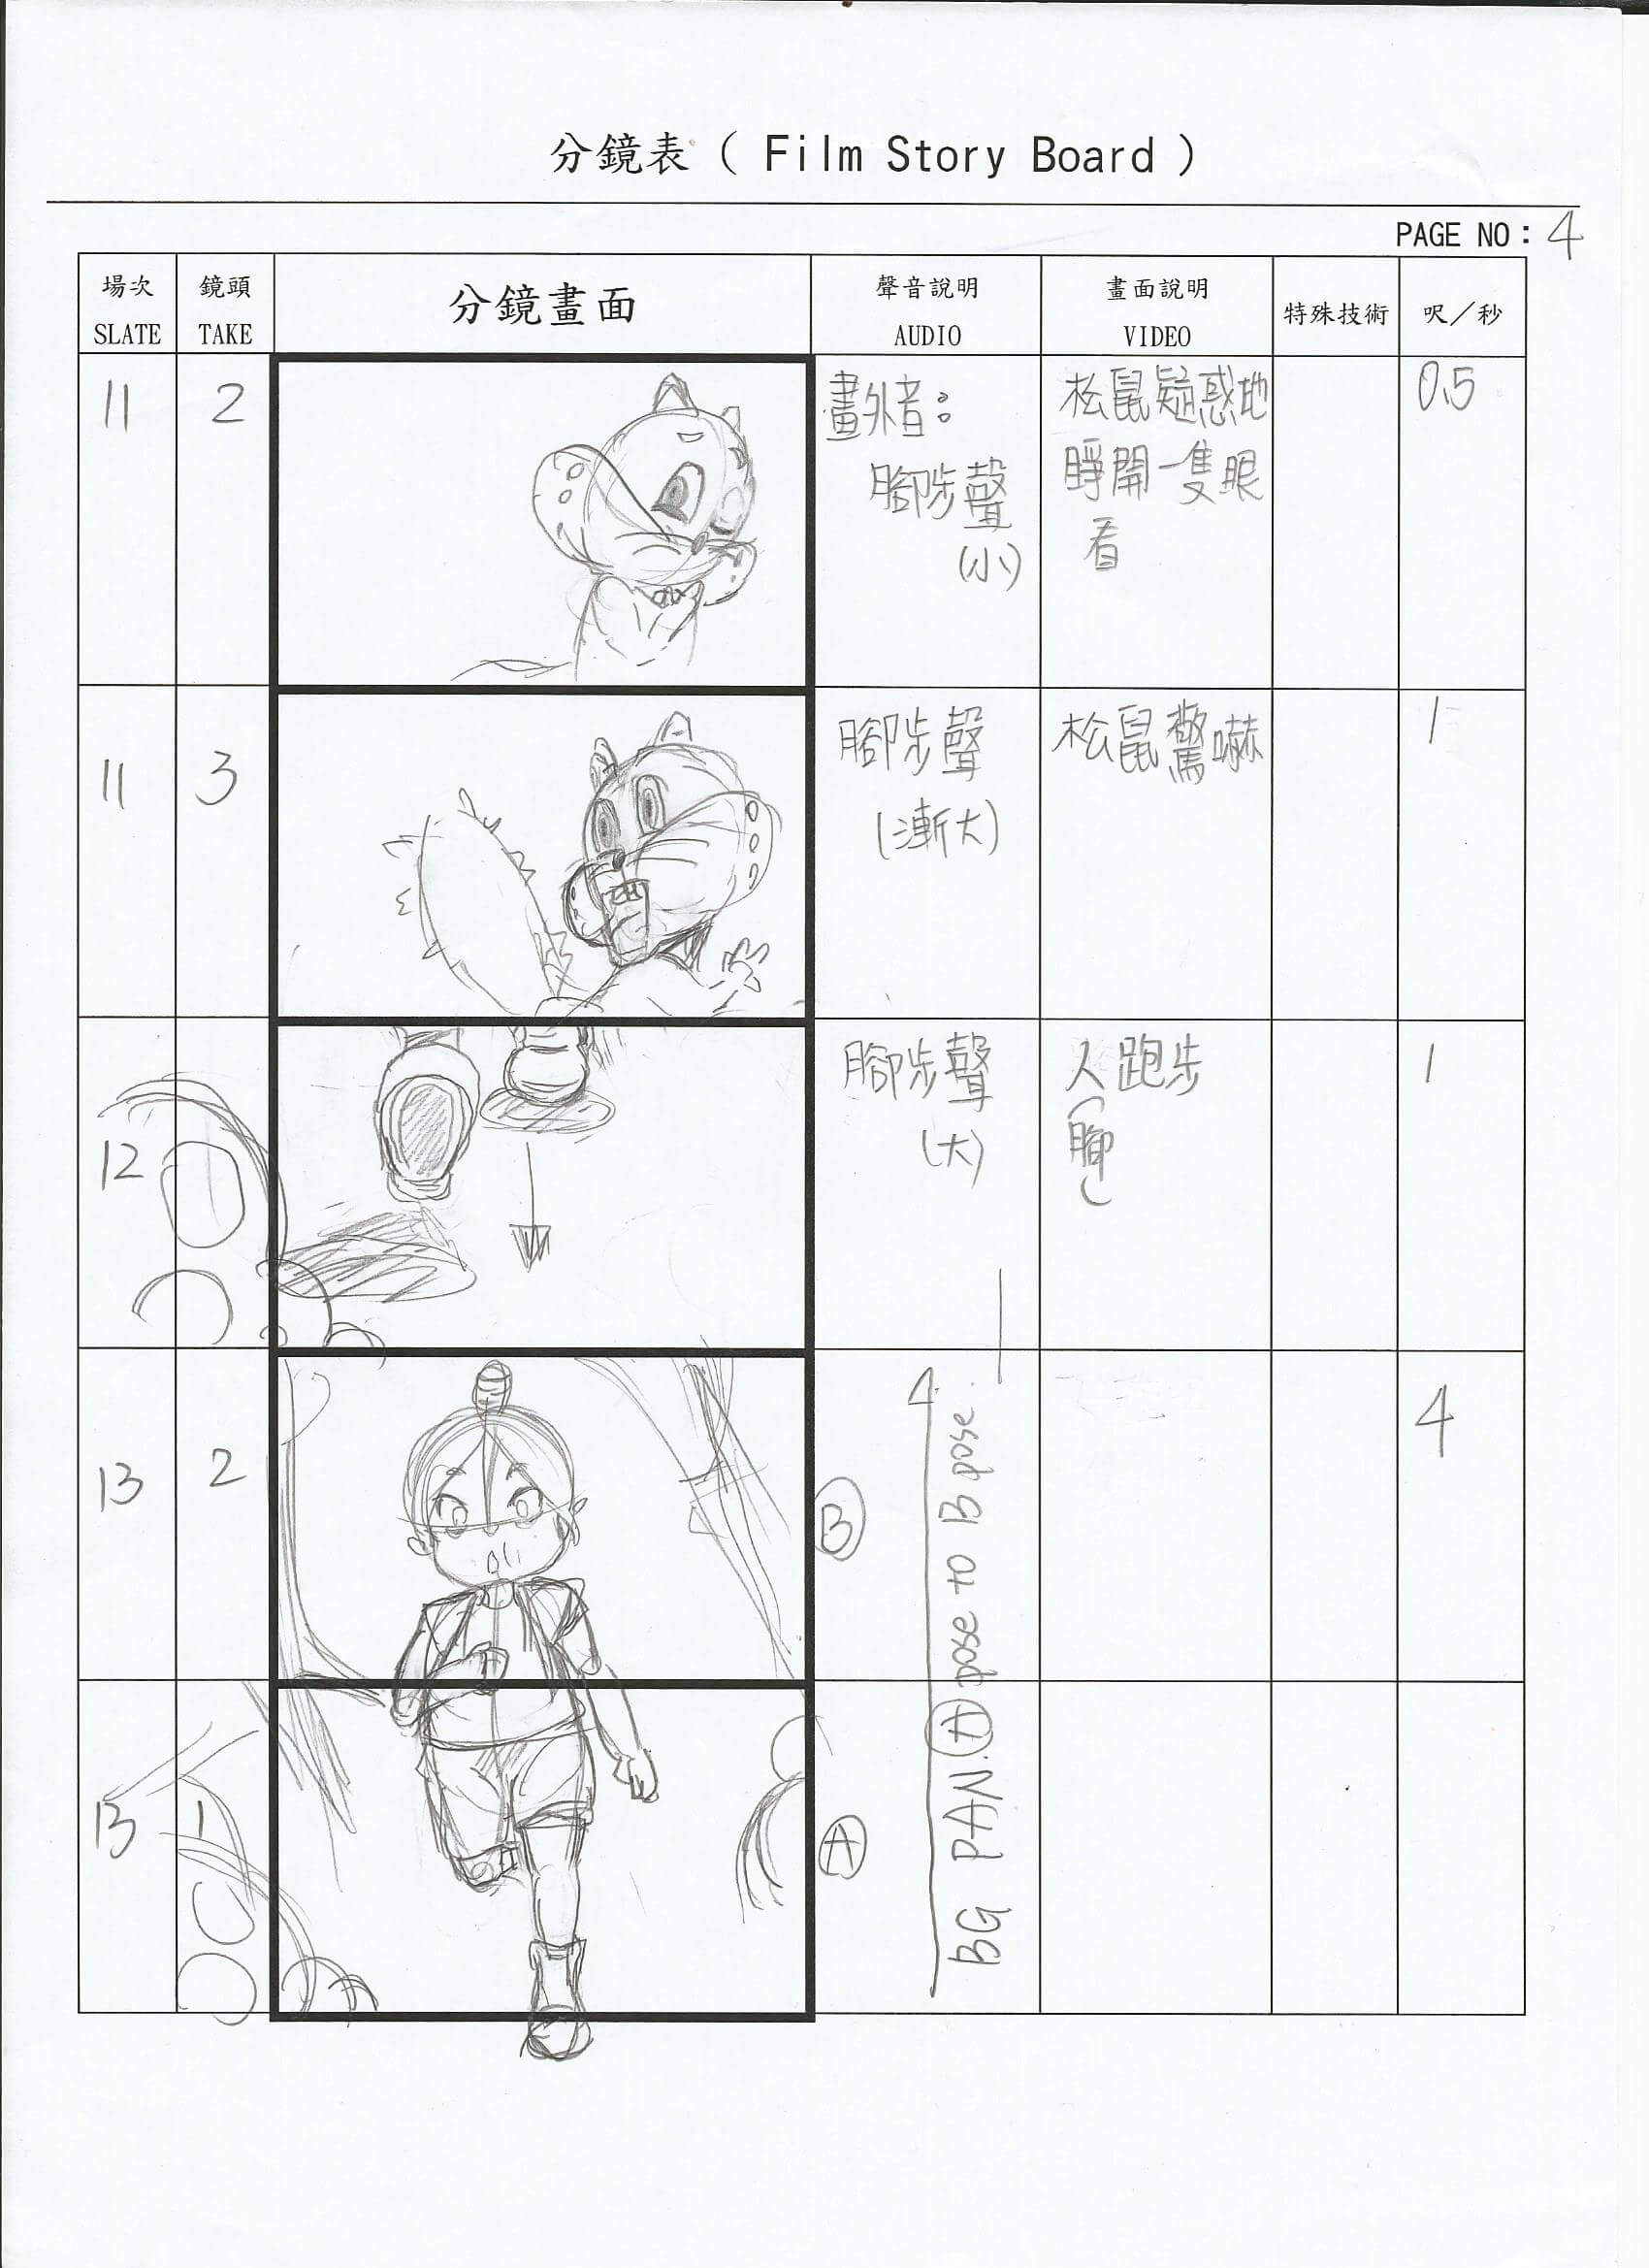 分鏡表 ( Film Story Board )
PAGE NO : 4
場次 鏡頭 分鏡畫面 聲音說明 畫面說明 特殊技術 呎／秒
SLATE TAKE AUDIO VIDEO
11 2 畫外音： 松鼠疑惑地 0.5
腳步聲 睜開一隻眼
(小) 看
11 3 腳步聲 松鼠驚嚇 1
(漸大)
12 腳步聲 人跑步 1
(大) (腳)
13 2 B 4
13 1 A
BG PAN. A pose to B pose.